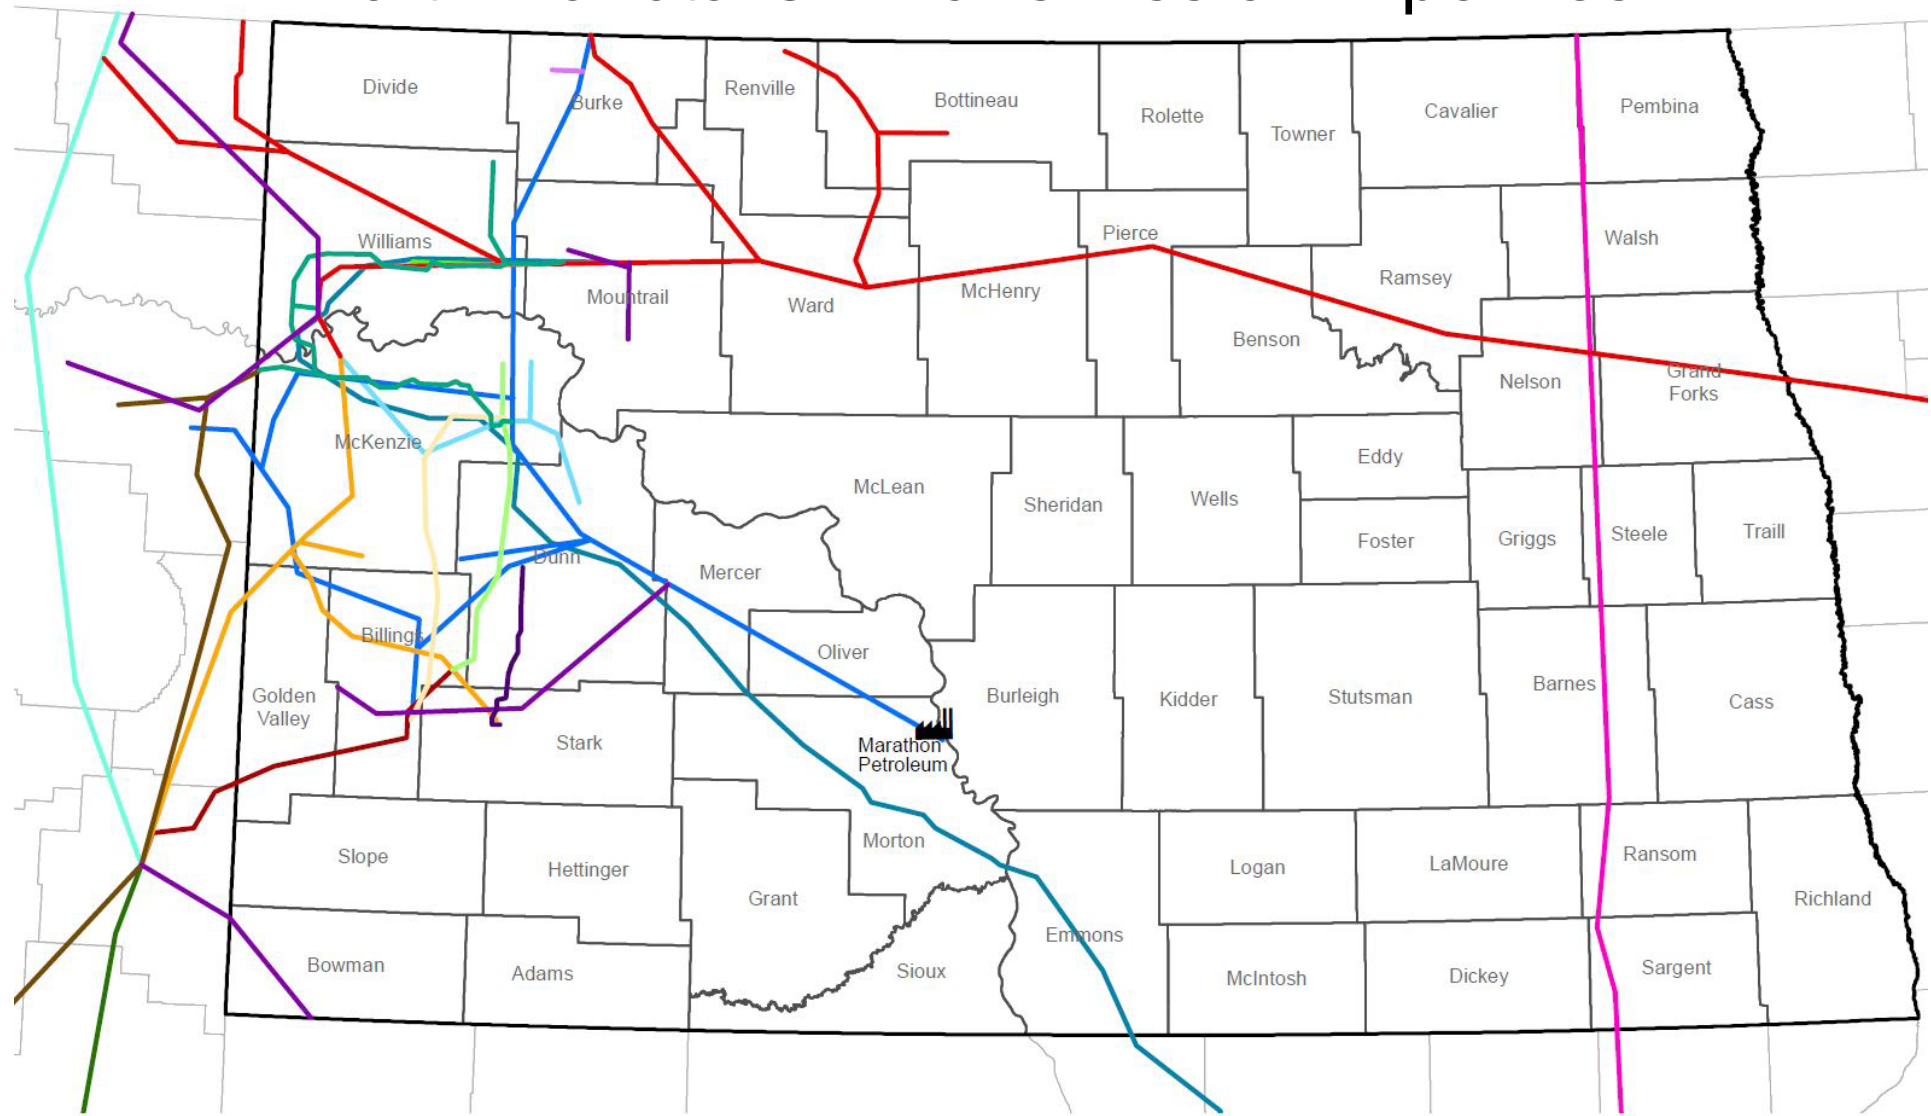 Divide
Burke
Renville
Bottineau
Rolette
Towner
Cavalier
Pembina
Williams
Mountrail
Ward
McHenry
Pierce
Ramsey
Walsh
Benson
Nelson
Grand
Forks
McKenzie
McLean
Sheridan
Wells
Eddy
Foster
Griggs
Steele
Traill
Dunn
Mercer
Billings
Oliver
Golden
Valley
Stark
Burleigh
Kidder
Stutsman
Barnes
Cass
Marathon
Petroleum
Slope
Hettinger
Grant
Morton
Logan
LaMoure
Ransom
Richland
Bowman
Adams
Sioux
Emmons
McIntosh
Dickey
Sargent